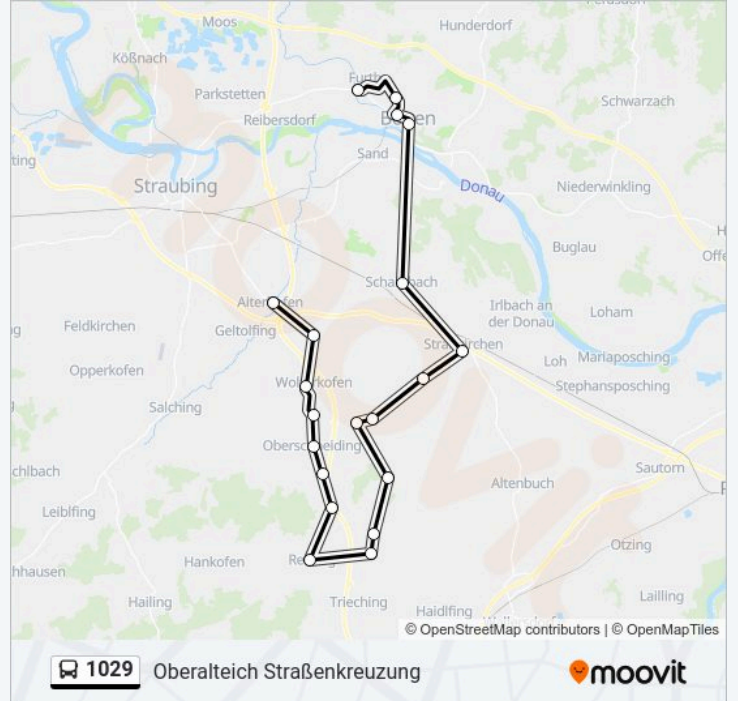 Moos
Hunderdorf
Kößnach
Furth
Parkstetten
Schwarzach
Reibersdorf
Sand
Straubing
Donau
Niederwinkling
Buglau
Irlbach an
der Donau
Loham
Feldkirchen
Geltolfing
Loh
Mariaposching
Opperkofen
Stephansposching
Salching
Sautorn
Altenbuch
Leiblfing
Otzing
Hankofen
Hailing
Trieching
Haidlfing
Lailling
© OpenStreetMap contributors | © OpenMapTiles
1029 Oberalteich Straßenkreuzung
moovit